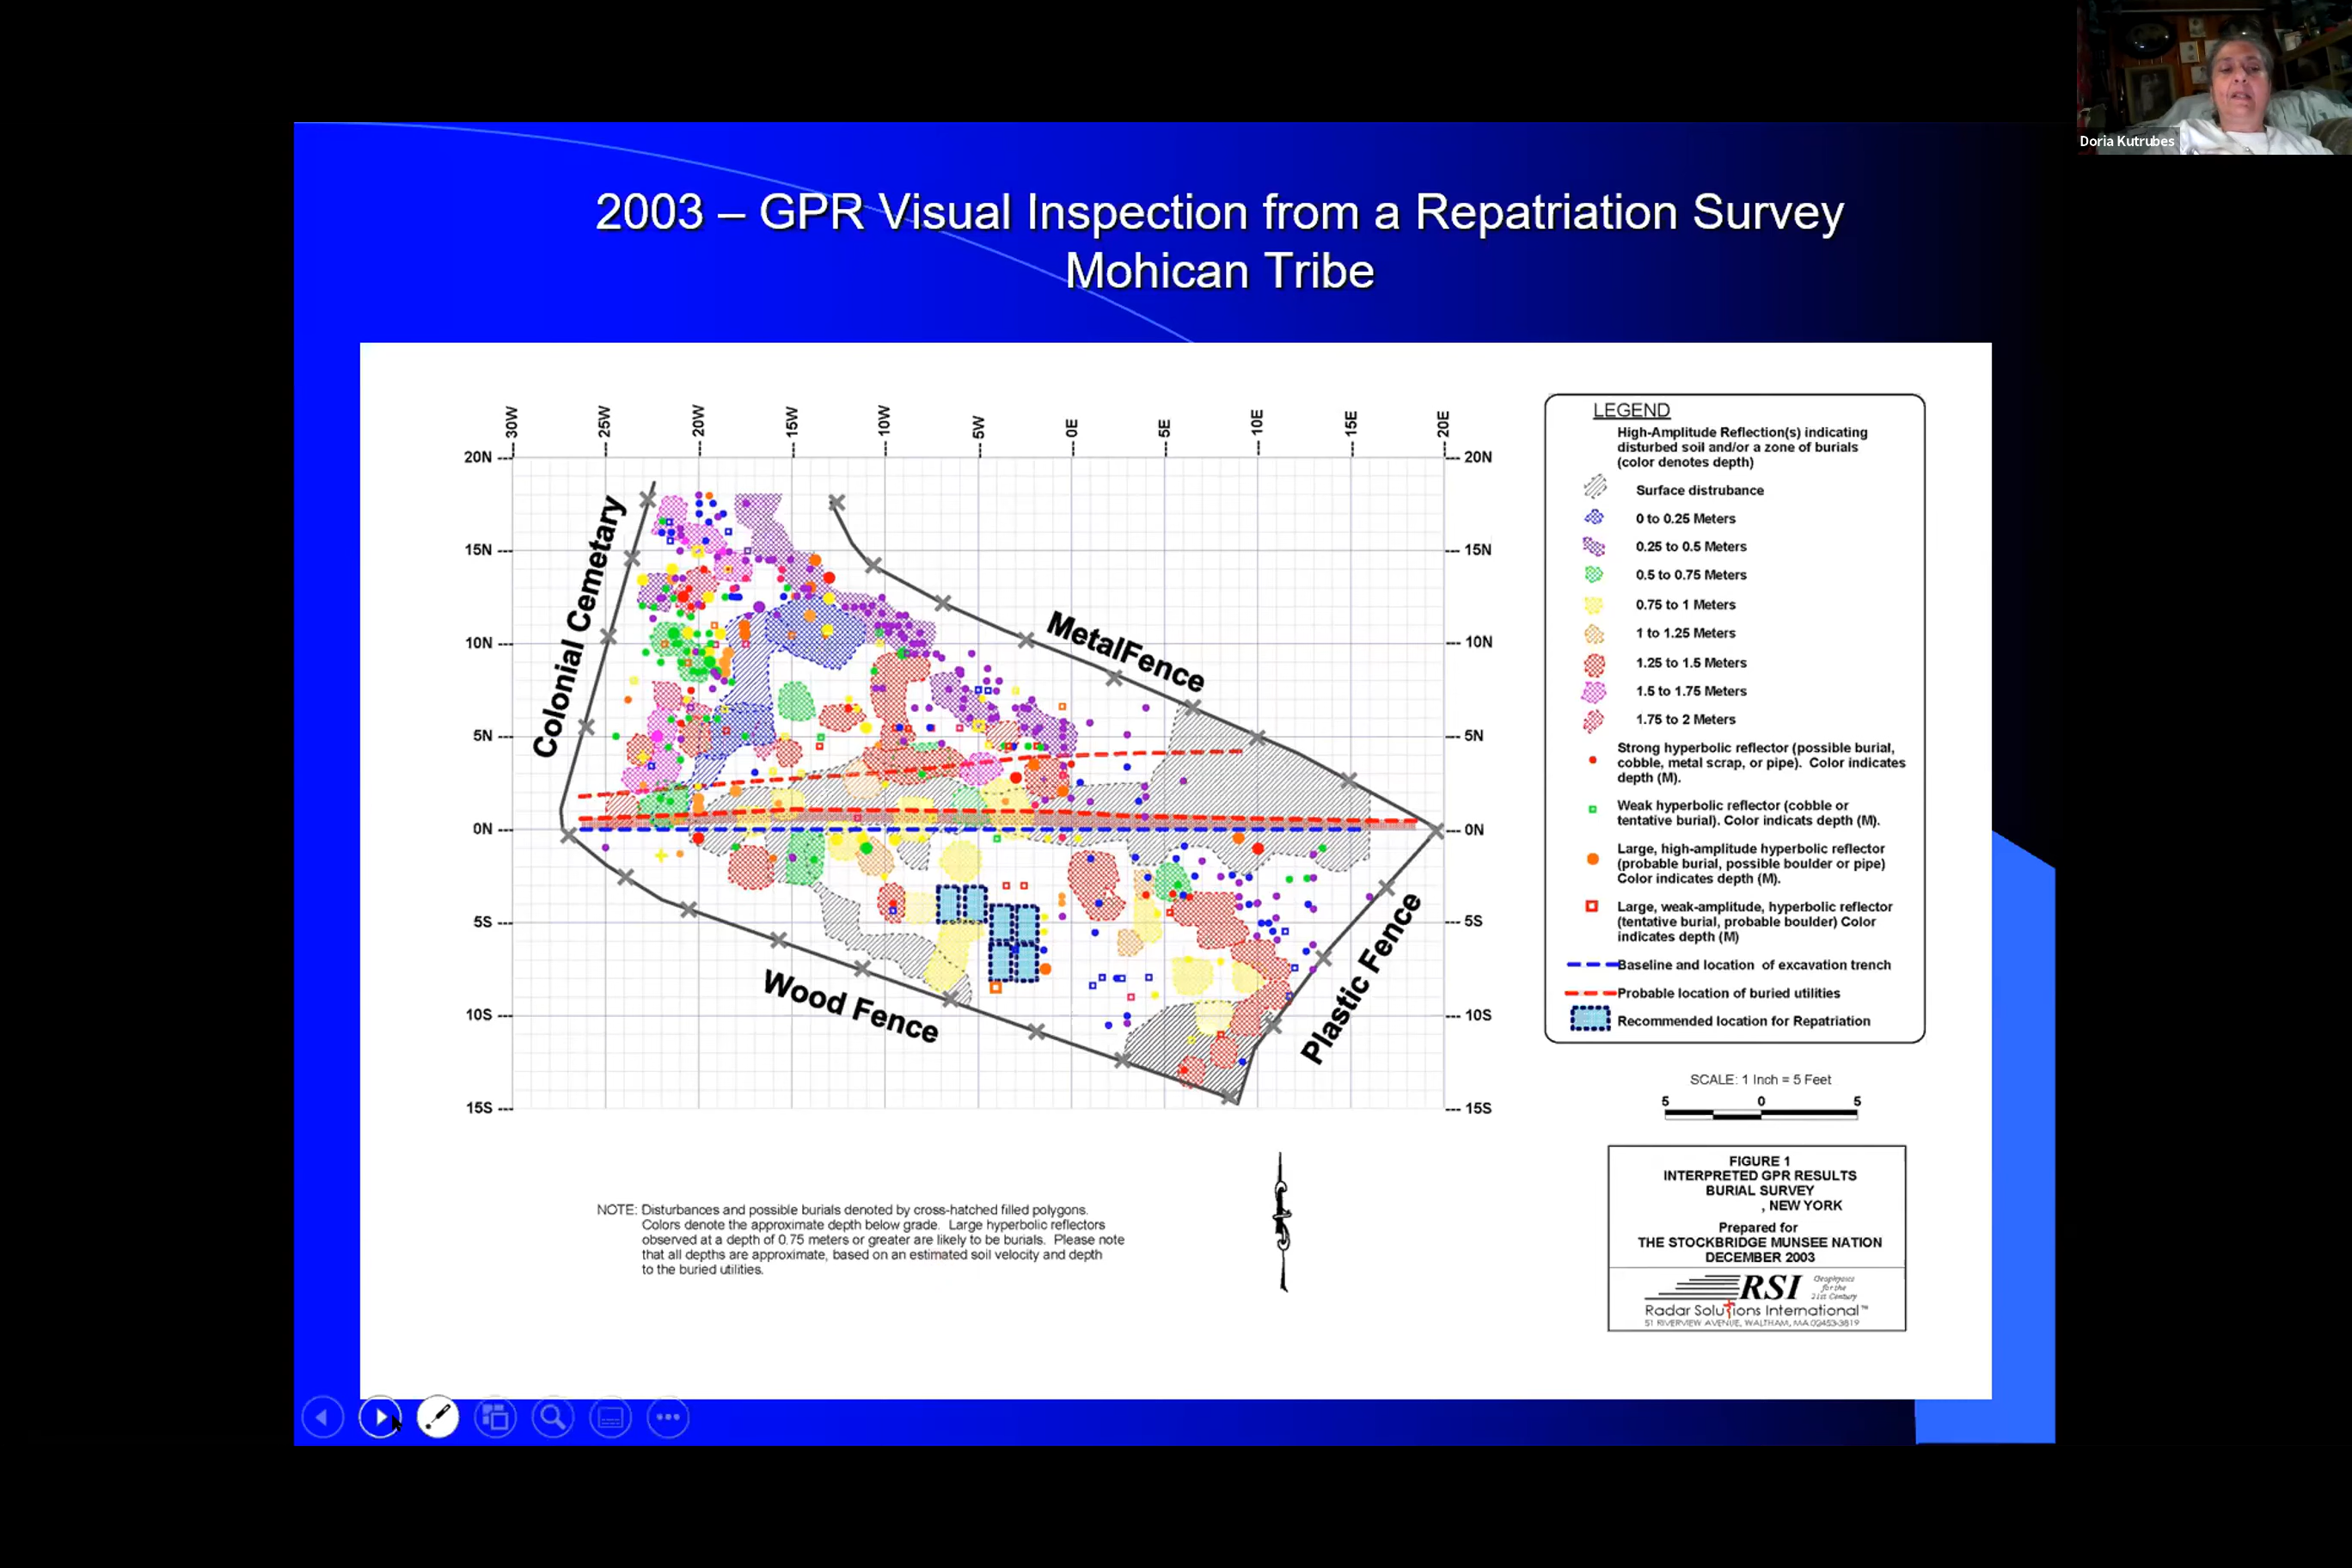 Doria Kutrubes
2003 – GPR Visual Inspection from a Repatriation Survey
Mohican Tribe
30W
25W
20W
15W
10W
5W
0E
5E
10E
15E
20E
20N
20N
15N
15N
10N
10N
5N
5N
0N
0N
5S
5S
10S
10S
15S
15S
Colonial Cemetary
MetalFence
Wood Fence
Plastic Fence
LEGEND
High-Amplitude Reflection(s) indicating
disturbed soil and/or a zone of burials
(color denotes depth)
Surface distrubance
0 to 0.25 Meters
0.25 to 0.5 Meters
0.5 to 0.75 Meters
0.75 to 1 Meters
1 to 1.25 Meters
1.25 to 1.5 Meters
1.5 to 1.75 Meters
1.75 to 2 Meters
Strong hyperbolic reflector (possible burial,
cobble, metal scrap, or pipe). Color indicates
depth (M).
Weak hyperbolic reflector (cobble or
tentative burial). Color indicats depth (M).
Large, high-amplitude hyperbolic reflector
(probable burial, possible boulder or pipe)
Color indicates depth (M).
Large, weak-amplitude, hyperbolic reflector
(tentative burial, probable boulder) Color
indicates depth (M)
Baseline and location of excavation trench
Probable location of buried utilities
Recommended location for Repatriation
SCALE: 1 Inch = 5 Feet
5 0 5
NOTE: Disturbances and possible burials denoted by cross-hatched filled polygons.
Colors denote the approximate depth below grade. Large hyperbolic reflectors
observed at a depth of 0.75 meters or greater are likely to be burials. Please note
that all depths are approximate, based on an estimated soil velocity and depth
to the buried utilities.
FIGURE 1
INTERPRETED GPR RESULTS
BURIAL SURVEY
, NEW YORK
Prepared for
THE STOCKBRIDGE MUNSEE NATION
DECEMBER 2003
RSI
Geophysics
for the
21st Century
Radar Solutions International™
51 RIVERVIEW AVENUE, WALTHAM, MA 02453-3819